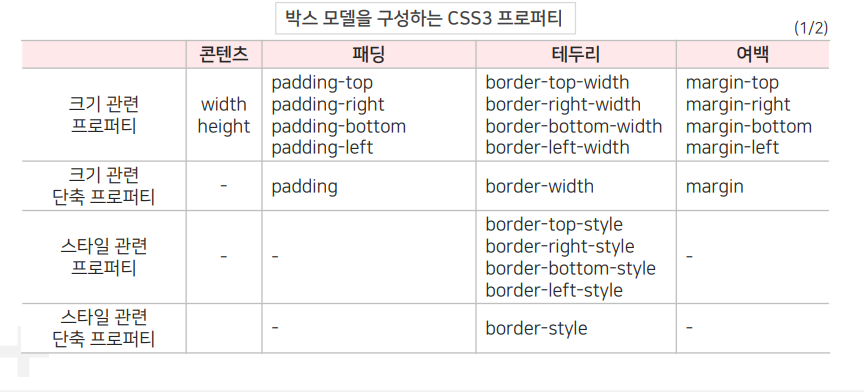 박스 모델을 구성하는 CSS3 프로퍼티
(1/2)
콘텐츠 패딩 테두리 여백
크기 관련
프로퍼티
width
height
padding-top
padding-right
padding-bottom
padding-left
border-top-width
border-right-width
border-bottom-width
border-left-width
margin-top
margin-right
margin-bottom
margin-left
크기 관련
단축 프로퍼티
-
padding
border-width
margin
스타일 관련
프로퍼티
-
-
border-top-style
border-right-style
border-bottom-style
border-left-style
-
스타일 관련
단축 프로퍼티
-
border-style
-